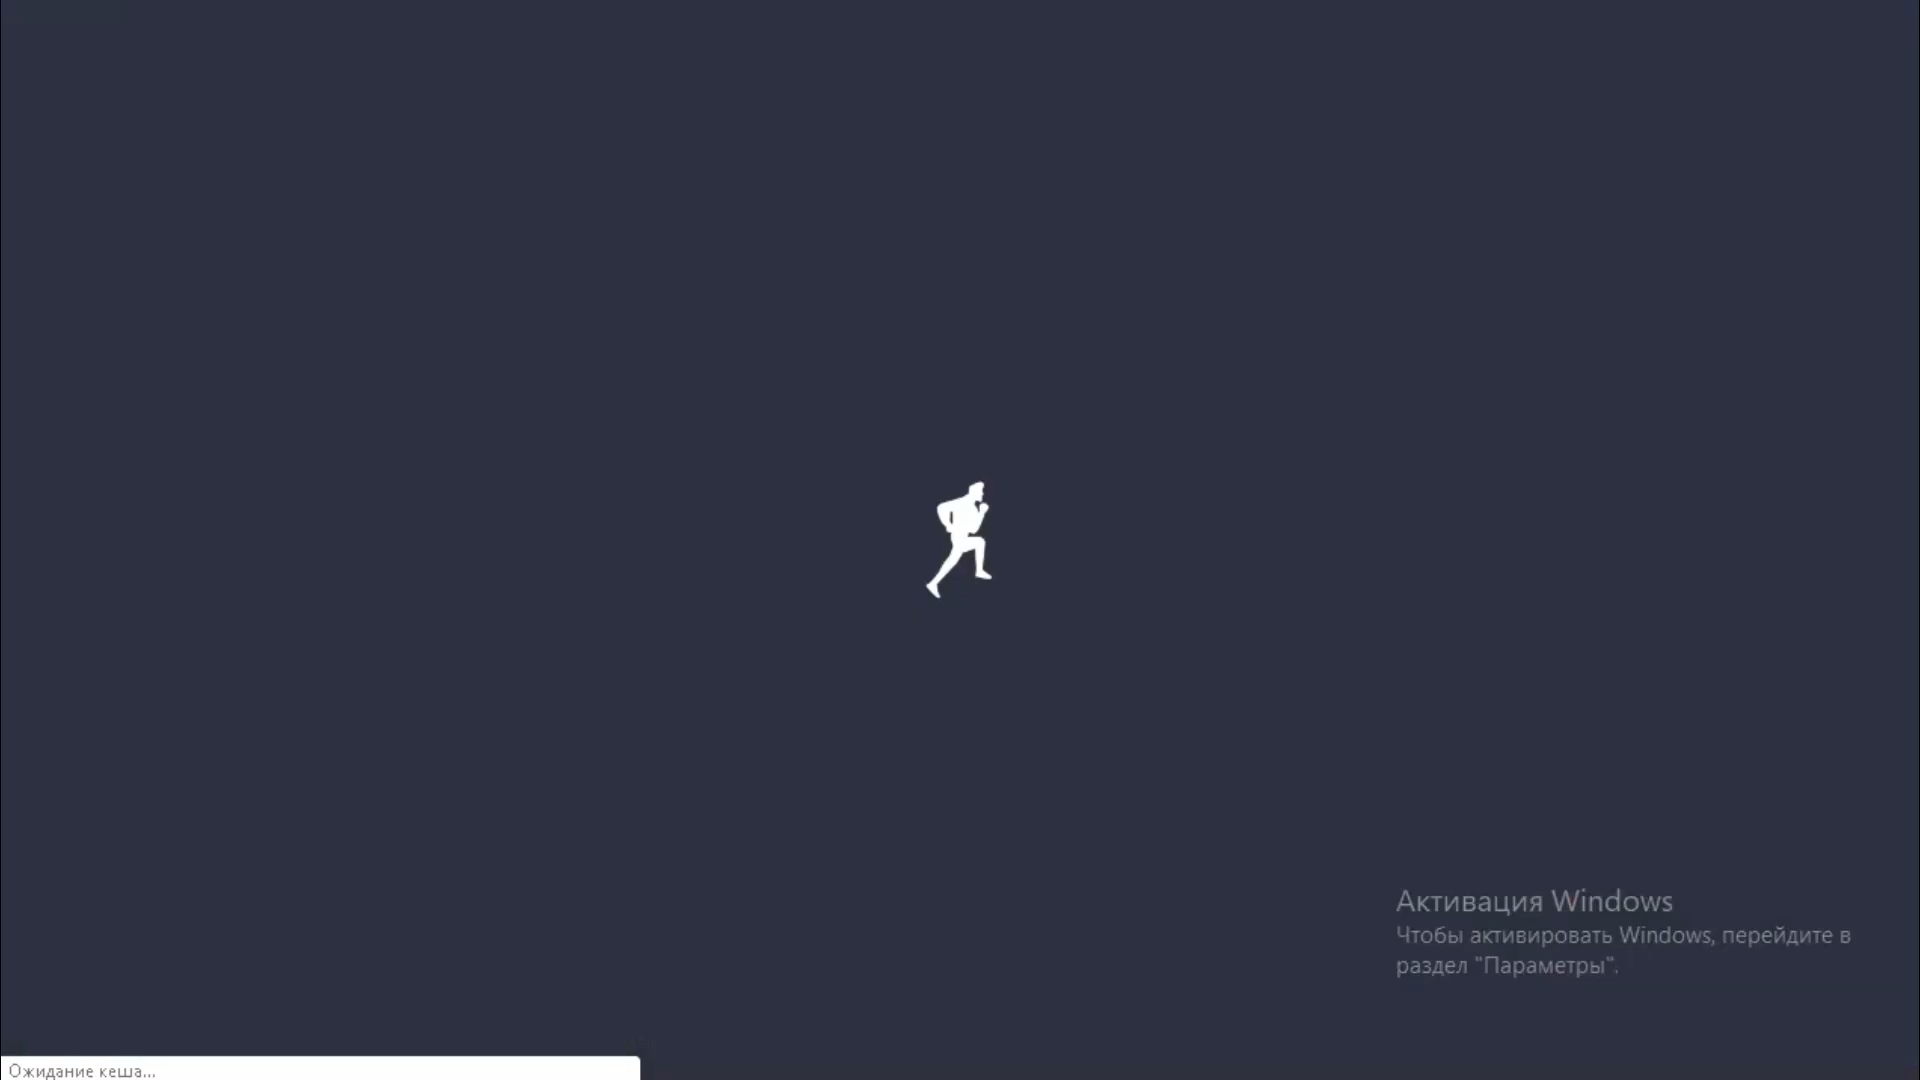 Активация Windows
Чтобы активировать Windows, перейдите в
раздел "Параметры".
Ожидание кеша...